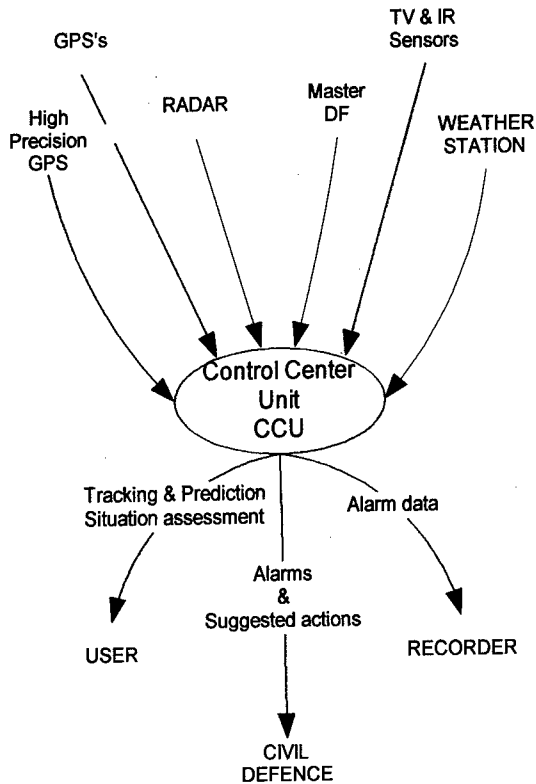 GPS's
TV & IR
Sensors
High
Precision
GPS
RADAR
Master
DF
WEATHER
STATION
Control Center
Unit
CCU
Tracking & Prediction
Situation assessment
Alarm data
Alarms
&
Suggested actions
USER
RECORDER
CIVIL
DEFENCE